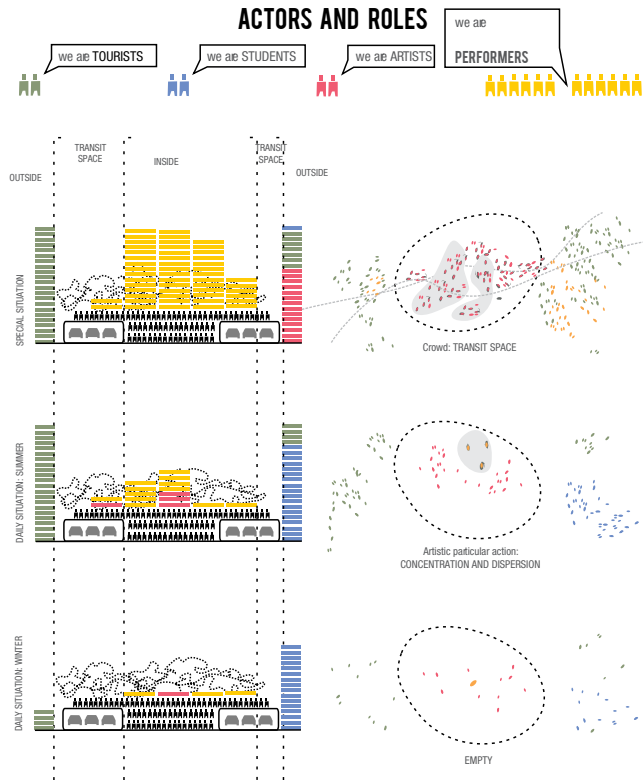 ACTORS AND ROLES
we are
PERFORMERS
we are TOURISTS
we are STUDENTS
we are ARTISTS
OUTSIDE
TRANSIT
SPACE
INSIDE
TRANSIT
SPACE
OUTSIDE
SPECIAL SITUATION
Crowd: TRANSIT SPACE
DAILY SITUATION: SUMMER
Artistic paticular action:
CONCENTRATION AND DISPERSION
DAILY SITUATION: WINTER
EMPTY